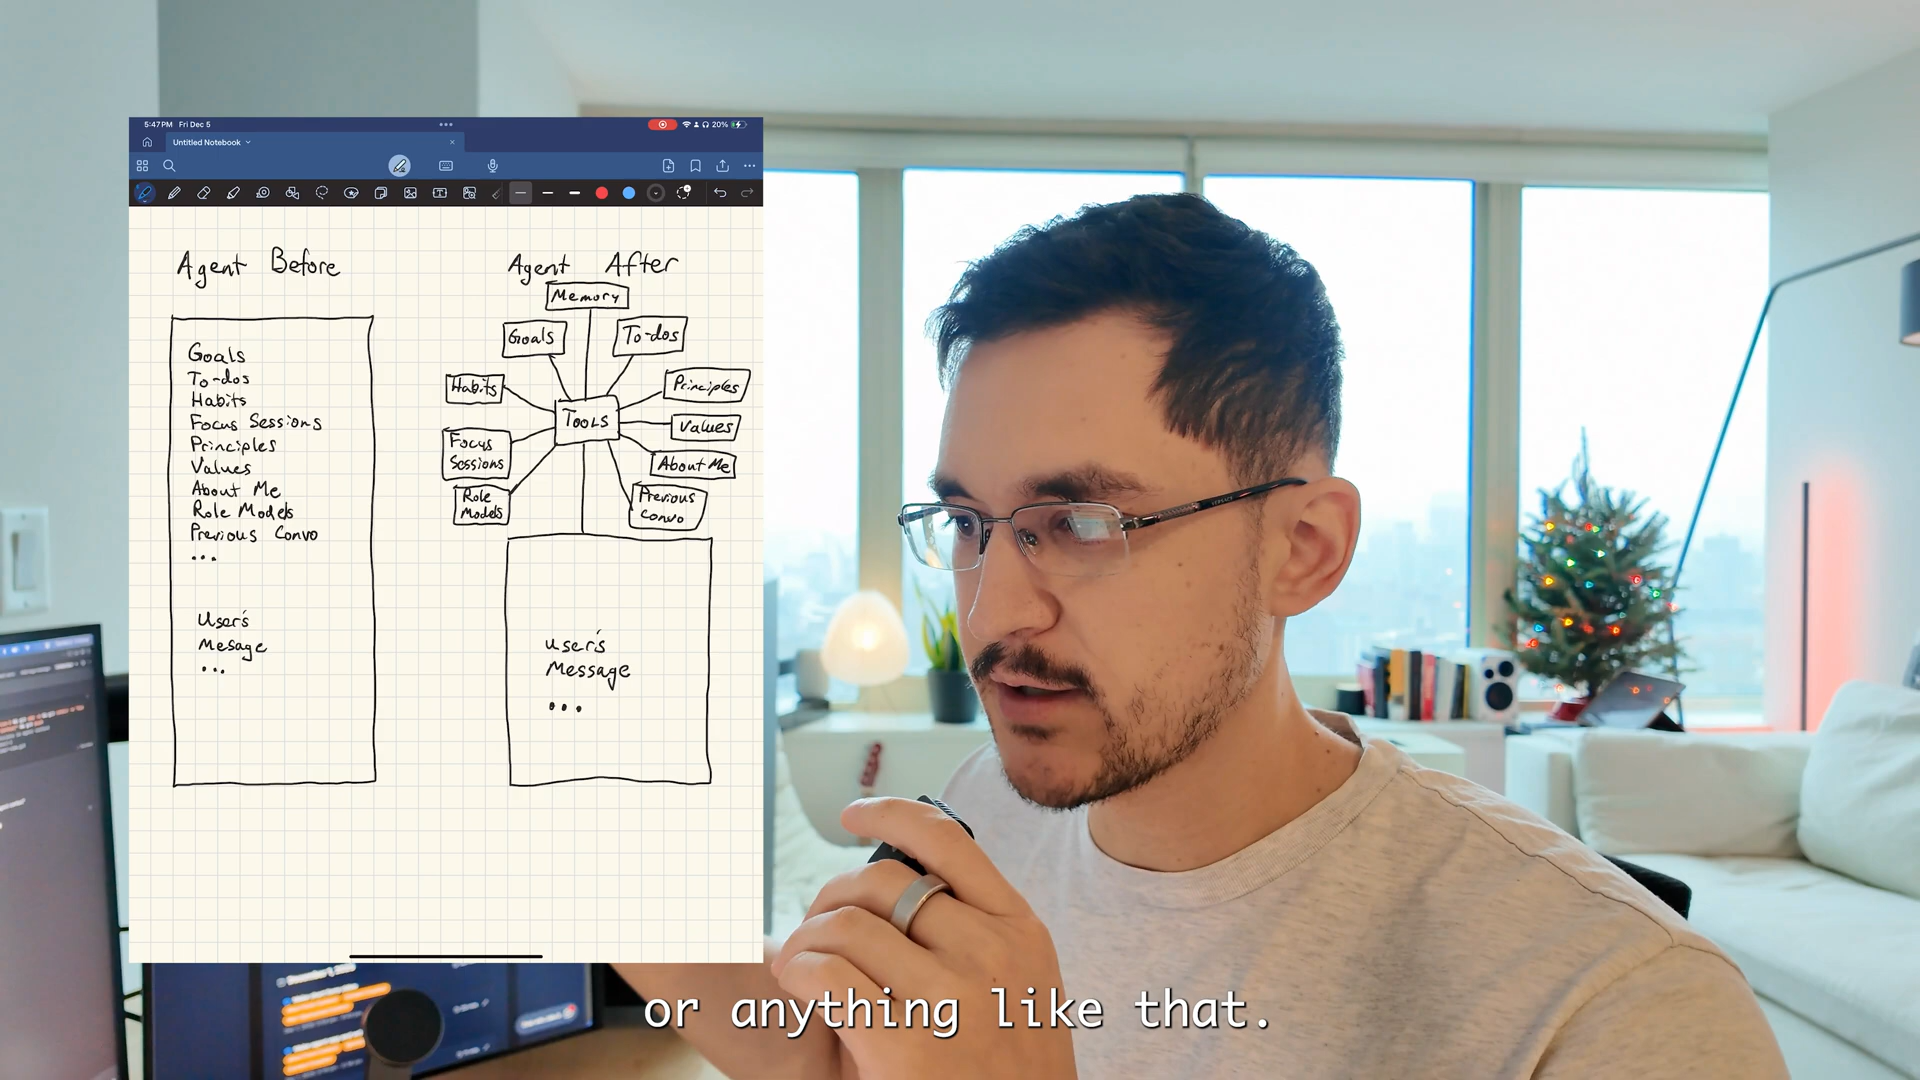 5:47 PM Fri Dec 5
20%
Untitled Notebook
Agent Before
Goals
To-dos
Habits
Focus Sessions
Principles
Values
About Me
Role Models
Previous Convo
...
User's
Mesage
...
Agent After
Memory
Goals
To-dos
Habits
Principles
Tools
Values
Focus
Sessions
About Me
Role
Models
Previous
Convo
user's
Message
...
or anything like that.